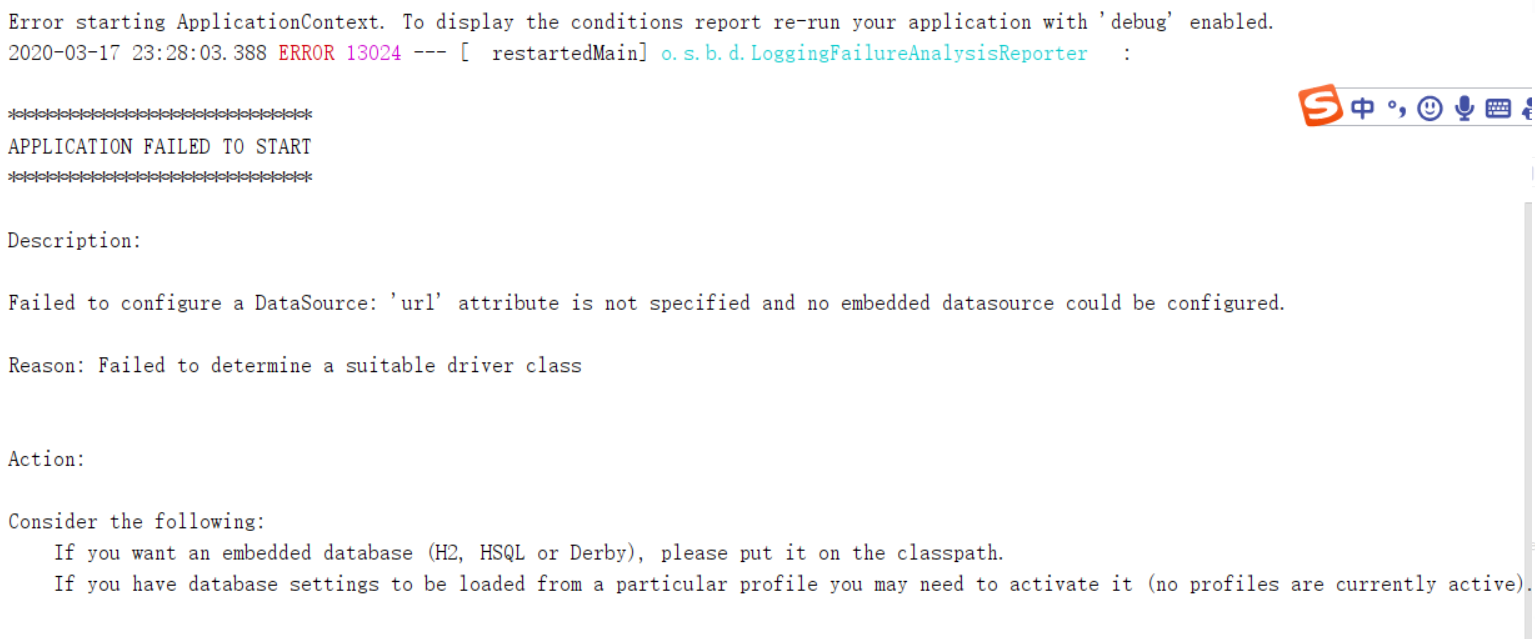 Error starting ApplicationContext. To display the conditions report re-run your application with 'debug' enabled.
2020-03-17 23:28:03.388 ERROR 13024 --- [  restartedMain] o.s.b.d.LoggingFailureAnalysisReporter   :
***************************
APPLICATION FAILED TO START
***************************
Description:
Failed to configure a DataSource: 'url' attribute is not specified and no embedded datasource could be configured.
Reason: Failed to determine a suitable driver class
Action:
Consider the following:
If you want an embedded database (H2, HSQL or Derby), please put it on the classpath.
If you have database settings to be loaded from a particular profile you may need to activate it (no profiles are currently active).
S 中 °,